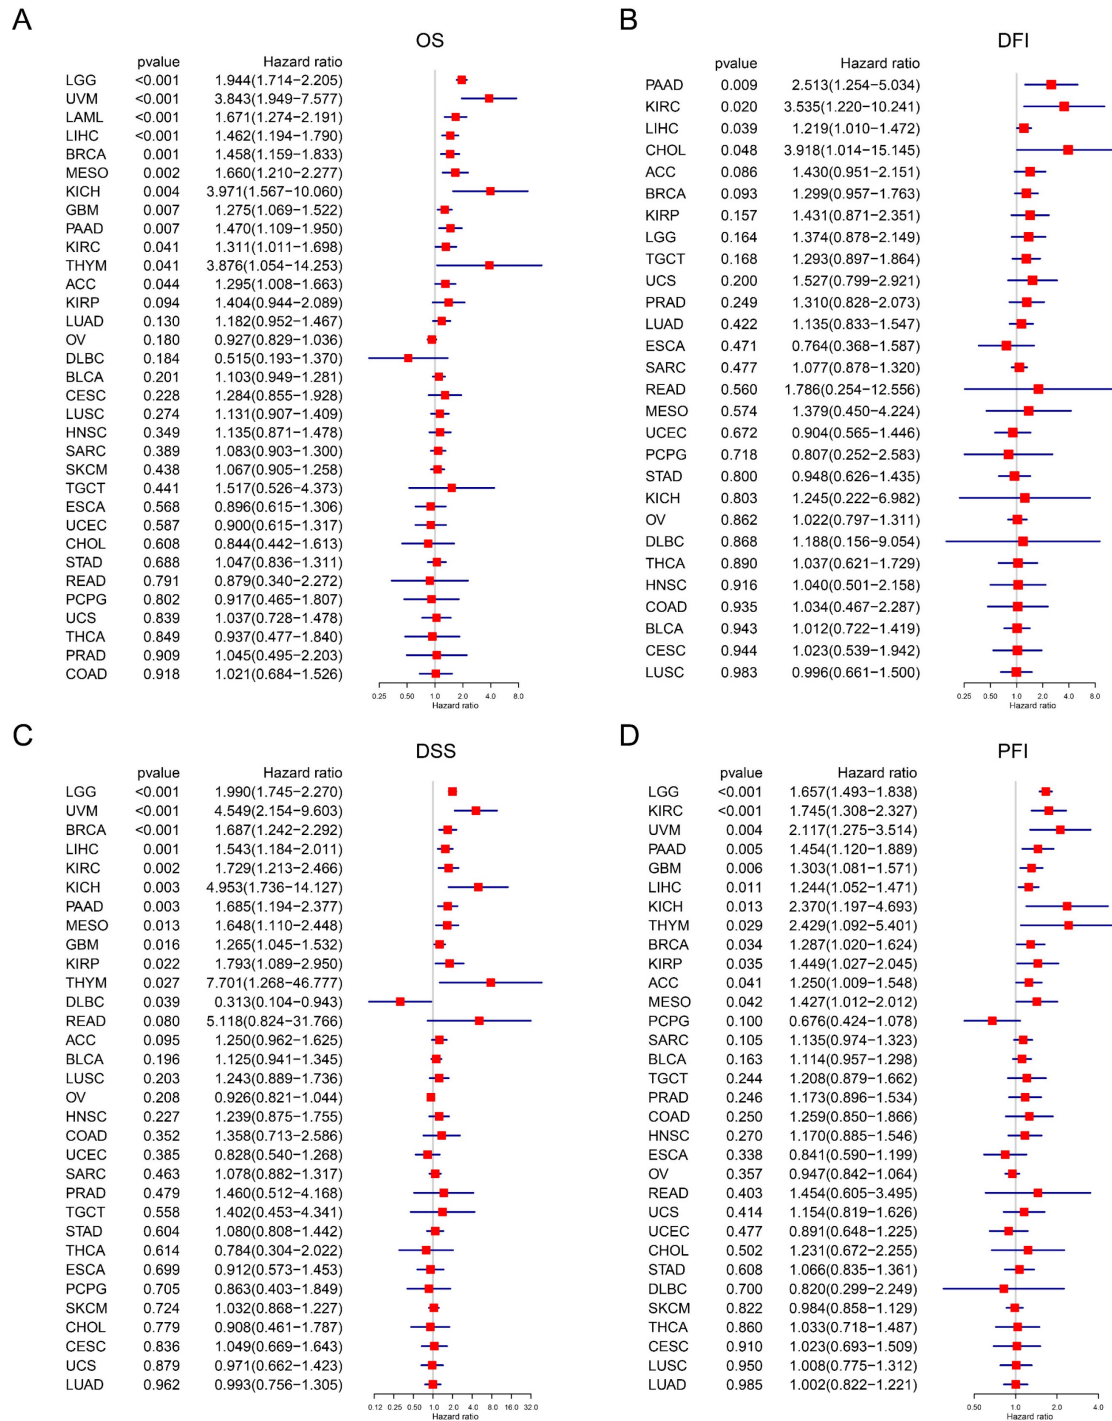 A
OS
pvalue Hazard ratio
LGG <0.001 1.944(1.714−2.205)
UVM <0.001 3.843(1.949−7.577)
LAML <0.001 1.671(1.274−2.191)
LIHC <0.001 1.462(1.194−1.790)
BRCA 0.001 1.458(1.159−1.833)
MESO 0.002 1.660(1.210−2.277)
KICH 0.004 3.971(1.567−10.060)
GBM 0.007 1.275(1.069−1.522)
PAAD 0.007 1.470(1.109−1.950)
KIRC 0.041 1.311(1.011−1.698)
THYM 0.041 3.876(1.054−14.253)
ACC 0.044 1.295(1.008−1.663)
KIRP 0.094 1.404(0.944−2.089)
LUAD 0.130 1.182(0.952−1.467)
OV 0.180 0.927(0.829−1.036)
DLBC 0.184 0.515(0.193−1.370)
BLCA 0.201 1.103(0.949−1.281)
CESC 0.228 1.284(0.855−1.928)
LUSC 0.274 1.131(0.907−1.409)
HNSC 0.349 1.135(0.871−1.478)
SARC 0.389 1.083(0.903−1.300)
SKCM 0.438 1.067(0.905−1.258)
TGCT 0.441 1.517(0.526−4.373)
ESCA 0.568 0.896(0.615−1.306)
UCEC 0.587 0.900(0.615−1.317)
CHOL 0.608 0.844(0.442−1.613)
STAD 0.688 1.047(0.836−1.311)
READ 0.791 0.879(0.340−2.272)
PCPG 0.802 0.917(0.465−1.807)
UCS 0.839 1.037(0.728−1.478)
THCA 0.849 0.937(0.477−1.840)
PRAD 0.909 1.045(0.495−2.203)
COAD 0.918 1.021(0.684−1.526)
0.25 0.50 1.0 2.0 4.0 8.0
Hazard ratio
B
DFI
pvalue Hazard ratio
PAAD 0.009 2.513(1.254−5.034)
KIRC 0.020 3.535(1.220−10.241)
LIHC 0.039 1.219(1.010−1.472)
CHOL 0.048 3.918(1.014−15.145)
ACC 0.086 1.430(0.951−2.151)
BRCA 0.093 1.299(0.957−1.763)
KIRP 0.157 1.431(0.871−2.351)
LGG 0.164 1.374(0.878−2.149)
TGCT 0.168 1.293(0.897−1.864)
UCS 0.200 1.527(0.799−2.921)
PRAD 0.249 1.310(0.828−2.073)
LUAD 0.422 1.135(0.833−1.547)
ESCA 0.471 0.764(0.368−1.587)
SARC 0.477 1.077(0.878−1.320)
READ 0.560 1.786(0.254−12.556)
MESO 0.574 1.379(0.450−4.224)
UCEC 0.672 0.904(0.565−1.446)
PCPG 0.718 0.807(0.252−2.583)
STAD 0.800 0.948(0.626−1.435)
KICH 0.803 1.245(0.222−6.982)
OV 0.862 1.022(0.797−1.311)
DLBC 0.868 1.188(0.156−9.054)
THCA 0.890 1.037(0.621−1.729)
HNSC 0.916 1.040(0.501−2.158)
COAD 0.935 1.034(0.467−2.287)
BLCA 0.943 1.012(0.722−1.419)
CESC 0.944 1.023(0.539−1.942)
LUSC 0.983 0.996(0.661−1.500)
0.25 0.50 1.0 2.0 4.0 8.0
Hazard ratio
C
DSS
pvalue Hazard ratio
LGG <0.001 1.990(1.745−2.270)
UVM <0.001 4.549(2.154−9.603)
BRCA <0.001 1.687(1.242−2.292)
LIHC 0.001 1.543(1.184−2.011)
KIRC 0.002 1.729(1.213−2.466)
KICH 0.003 4.953(1.736−14.127)
PAAD 0.003 1.685(1.194−2.377)
MESO 0.013 1.648(1.110−2.448)
GBM 0.016 1.265(1.045−1.532)
KIRP 0.022 1.793(1.089−2.950)
THYM 0.027 7.701(1.268−46.777)
DLBC 0.039 0.313(0.104−0.943)
READ 0.080 5.118(0.824−31.766)
ACC 0.095 1.250(0.962−1.625)
BLCA 0.196 1.125(0.941−1.345)
LUSC 0.203 1.243(0.889−1.736)
OV 0.208 0.926(0.821−1.044)
HNSC 0.227 1.239(0.875−1.755)
COAD 0.352 1.358(0.713−2.586)
UCEC 0.385 0.828(0.540−1.268)
SARC 0.463 1.078(0.882−1.317)
PRAD 0.479 1.460(0.512−4.168)
TGCT 0.558 1.402(0.453−4.341)
STAD 0.604 1.080(0.808−1.442)
THCA 0.614 0.784(0.304−2.022)
ESCA 0.699 0.912(0.573−1.453)
PCPG 0.705 0.863(0.403−1.849)
SKCM 0.724 1.032(0.868−1.227)
CHOL 0.779 0.908(0.461−1.787)
CESC 0.836 1.049(0.669−1.643)
UCS 0.879 0.971(0.662−1.423)
LUAD 0.962 0.993(0.756−1.305)
0.12 0.25 0.50 1.0 2.0 4.0 8.0 16.0 32.0
Hazard ratio
D
PFI
pvalue Hazard ratio
LGG <0.001 1.657(1.493−1.838)
KIRC <0.001 1.745(1.308−2.327)
UVM 0.004 2.117(1.275−3.514)
PAAD 0.005 1.454(1.120−1.889)
GBM 0.006 1.303(1.081−1.571)
LIHC 0.011 1.244(1.052−1.471)
KICH 0.013 2.370(1.197−4.693)
THYM 0.029 2.429(1.092−5.401)
BRCA 0.034 1.287(1.020−1.624)
KIRP 0.035 1.449(1.027−2.045)
ACC 0.041 1.250(1.009−1.548)
MESO 0.042 1.427(1.012−2.012)
PCPG 0.100 0.676(0.424−1.078)
SARC 0.105 1.135(0.974−1.323)
BLCA 0.163 1.114(0.957−1.298)
TGCT 0.244 1.208(0.879−1.662)
PRAD 0.246 1.173(0.896−1.534)
COAD 0.250 1.259(0.850−1.866)
HNSC 0.270 1.170(0.885−1.546)
ESCA 0.338 0.841(0.590−1.199)
OV 0.357 0.947(0.842−1.064)
READ 0.403 1.454(0.605−3.495)
UCS 0.414 1.154(0.819−1.626)
UCEC 0.477 0.891(0.648−1.225)
CHOL 0.502 1.231(0.672−2.255)
STAD 0.608 1.066(0.835−1.361)
DLBC 0.700 0.820(0.299−2.249)
SKCM 0.822 0.984(0.858−1.129)
THCA 0.860 1.033(0.718−1.487)
CESC 0.910 1.023(0.693−1.509)
LUSC 0.950 1.008(0.775−1.312)
LUAD 0.985 1.002(0.822−1.221)
0.50 1.0 2.0 4.0
Hazard ratio